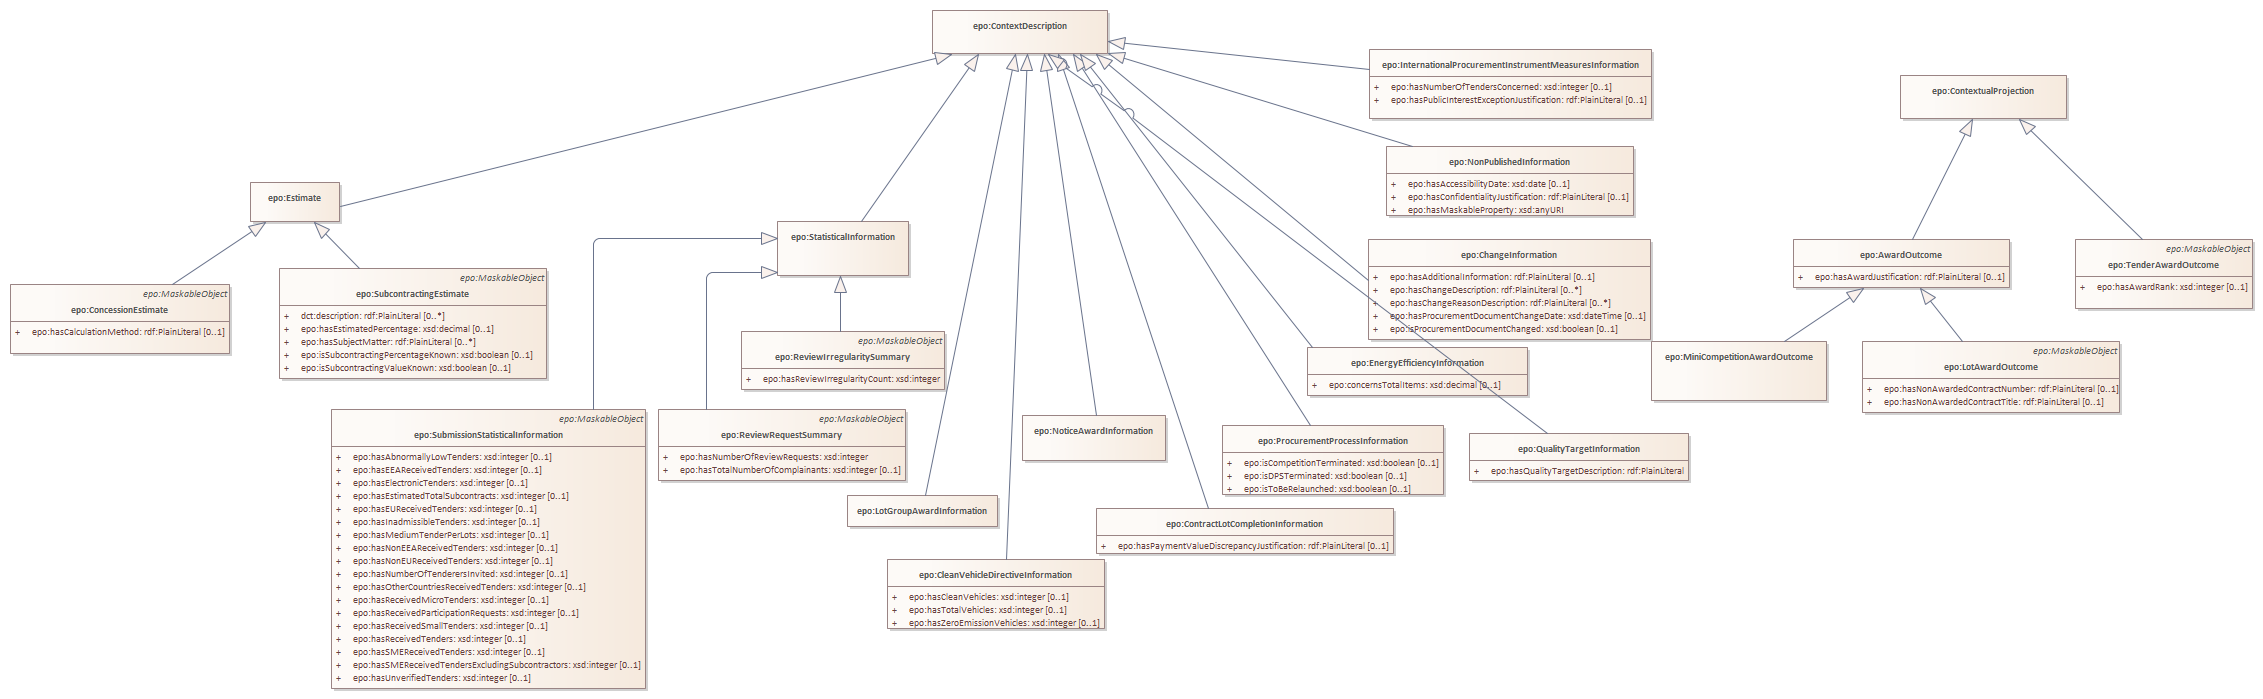 epo:ContextDescription
epo:InternationalProcurementInstrumentMeasuresInformation
+ epo:hasNumberOfTendersConcerned: xsd:integer [0..1]
+ epo:hasPublicInterestExceptionJustification: rdf:PlainLiteral [0..1]
epo:ContextualProjection
epo:NonPublishedInformation
+ epo:hasAccessibilityDate: xsd:date [0..1]
+ epo:hasConfidentialityJustification: rdf:PlainLiteral [0..1]
+ epo:hasMaskableProperty: xsd:anyURI
epo:Estimate
epo:StatisticalInformation
epo:ChangeInformation
+ epo:hasAdditionalInformation: rdf:PlainLiteral [0..1]
+ epo:hasChangeDescription: rdf:PlainLiteral [0..*]
+ epo:hasChangeReasonDescription: rdf:PlainLiteral [0..*]
+ epo:hasProcurementDocumentChangeDate: xsd:dateTime [0..1]
+ epo:isProcurementDocumentChanged: xsd:boolean [0..1]
epo:AwardOutcome
+ epo:hasAwardJustification: rdf:PlainLiteral [0..1]
epo:MaskableObject
epo:TenderAwardOutcome
+ epo:hasAwardRank: xsd:integer [0..1]
epo:MaskableObject
epo:ConcessionEstimate
+ epo:hasCalculationMethod: rdf:PlainLiteral [0..1]
epo:MaskableObject
epo:SubcontractingEstimate
+ dct:description: rdf:PlainLiteral [0..*]
+ epo:hasEstimatedPercentage: xsd:decimal [0..1]
+ epo:hasSubjectMatter: rdf:PlainLiteral [0..*]
+ epo:isSubcontractingPercentageKnown: xsd:boolean [0..1]
+ epo:isSubcontractingValueKnown: xsd:boolean [0..1]
epo:MaskableObject
epo:ReviewIrregularitySummary
+ epo:hasReviewIrregularityCount: xsd:integer
epo:EnergyEfficiencyInformation
+ epo:concernsTotalItems: xsd:decimal [0..1]
epo:MiniCompetitionAwardOutcome
epo:MaskableObject
epo:LotAwardOutcome
+ epo:hasNonAwardedContractNumber: rdf:PlainLiteral [0..1]
+ epo:hasNonAwardedContractTitle: rdf:PlainLiteral [0..1]
epo:MaskableObject
epo:SubmissionStatisticalInformation
+ epo:hasAbnormallyLowTenders: xsd:integer [0..1]
+ epo:hasEEAReceivedTenders: xsd:integer [0..1]
+ epo:hasElectronicTenders: xsd:integer [0..1]
+ epo:hasEstimatedTotalSubcontracts: xsd:integer [0..1]
+ epo:hasEUReceivedTenders: xsd:integer [0..1]
+ epo:hasInadmissibleTenders: xsd:integer [0..1]
+ epo:hasMediumTenderPerLots: xsd:integer [0..1]
+ epo:hasNonEEAReceivedTenders: xsd:integer [0..1]
+ epo:hasNonEUReceivedTenders: xsd:integer [0..1]
+ epo:hasNumberOfTenderersInvited: xsd:integer [0..1]
+ epo:hasOtherCountriesReceivedTenders: xsd:integer [0..1]
+ epo:hasReceivedMicroTenders: xsd:integer [0..1]
+ epo:hasReceivedParticipationRequests: xsd:integer [0..1]
+ epo:hasReceivedSmallTenders: xsd:integer [0..1]
+ epo:hasReceivedTenders: xsd:integer [0..1]
+ epo:hasSMEReceivedTenders: xsd:integer [0..1]
+ epo:hasSMEReceivedTendersExcludingSubcontractors: xsd:integer [0..1]
+ epo:hasUnverifiedTenders: xsd:integer [0..1]
epo:MaskableObject
epo:ReviewRequestSummary
+ epo:hasNumberOfReviewRequests: xsd:integer
+ epo:hasTotalNumberOfComplainants: xsd:integer [0..1]
epo:NoticeAwardInformation
epo:ProcurementProcessInformation
+ epo:isCompetitionTerminated: xsd:boolean [0..1]
+ epo:isDPSTerminated: xsd:boolean [0..1]
+ epo:isToBeRelaunched: xsd:boolean [0..1]
epo:QualityTargetInformation
+ epo:hasQualityTargetDescription: rdf:PlainLiteral
epo:LotGroupAwardInformation
epo:ContractLotCompletionInformation
+ epo:hasPaymentValueDiscrepancyJustification: rdf:PlainLiteral [0..1]
epo:CleanVehicleDirectiveInformation
+ epo:hasCleanVehicles: xsd:integer [0..1]
+ epo:hasTotalVehicles: xsd:integer [0..1]
+ epo:hasZeroEmissionVehicles: xsd:integer [0..1]